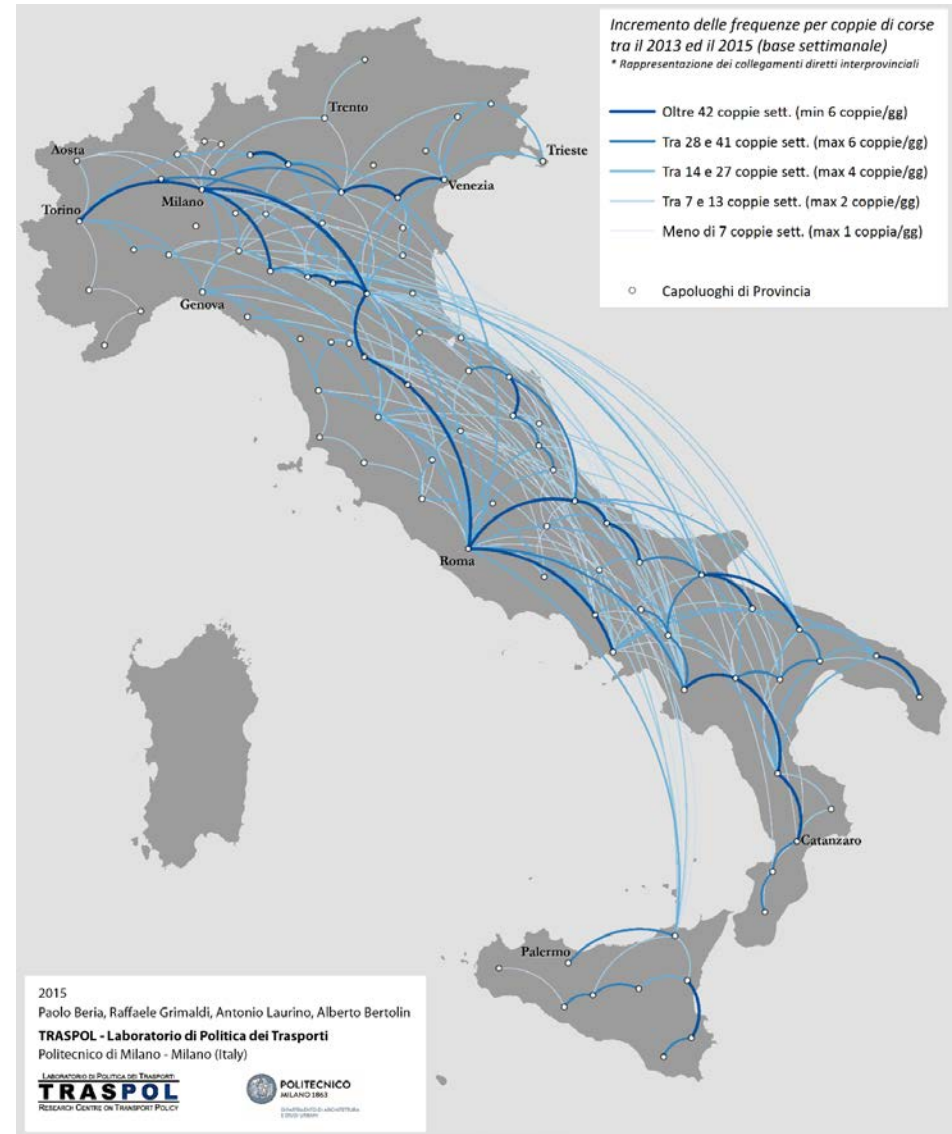 Incremento delle frequenze per coppie di corse
tra il 2013 ed il 2015 (base settimanale)
* Rappresentazione dei collegamenti diretti interprovinciali
Oltre 42 coppie sett. (min 6 coppie/gg)
Tra 28 e 41 coppie sett. (max 6 coppie/gg)
Tra 14 e 27 coppie sett. (max 4 coppie/gg)
Tra 7 e 13 coppie sett. (max 2 coppie/gg)
Meno di 7 coppie sett. (max 1 coppia/gg)
Capoluoghi di Provincia
Trento
Aosta
Trieste
Venezia
Milano
Torino
Genova
Roma
Catanzaro
Palermo
2015
Paolo Beria, Raffaele Grimaldi, Antonio Laurino, Alberto Bertolin
TRASPOL - Laboratorio di Politica dei Trasporti
Politecnico di Milano - Milano (Italy)
LABORATORIO DI POLITICA DEI TRASPORTI
TRASPOL
RESEARCH CENTRE ON TRANSPORT POLICY
POLITECNICO
MILANO 1863
DIPARTIMENTO DI ARCHITETTURA
E STUDI URBANI